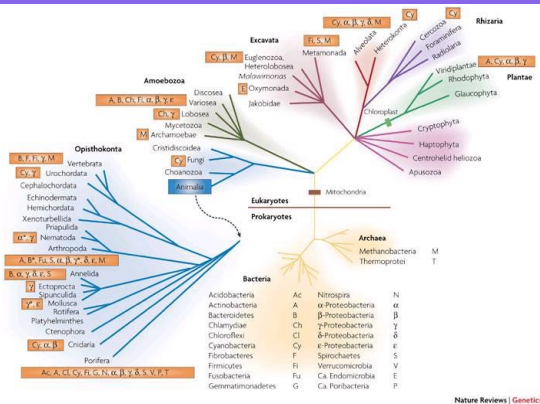 Cy, α, β, γ, δ, M
Cy
Cy
Rhizaria
Excavata
Fi, S, M
Alveolata
Heterokonta
Cercozoa
Foraminifera
Radiolaria
Metamonada
Cy, β, M
Euglenozoa,
Heterolobosea
Malawimonas
E
Oxymonada
Jakobidae
Viridiplantae
A, Cy, α, β, γ
Rhodophyta
Plantae
Glaucophyta
Chloroplast
Amoebozoa
A, B, Ch, Fi, α, β, γ, ε
Discosea
Variosea
Ch, γ
Lobosea
Mycetozoa
M
Archamoebae
Cryptophyta
Haptophyta
Centrohelid heliozoa
Apusozoa
Opisthokonta
Cristidiscoidea
Cy
Fungi
Choanozoa
Animalia
B, F, Fi, γ, M
Vertebrata
Cy, γ
Urochordata
Cephalochordata
Echinodermata
Hemichordata
Xenoturbellida
Priapulida
α*, γ
Nematoda
Arthropoda
A, B*, Fu, S, α, β, γ*, δ, ε, M
B, α, γ, δ, ε, S
Annelida
γ
Ectoprocta
Sipunculida
γ*, ε
Mollusca
Rotifera
Platyhelminthes
Ctenophora
Cy, α, β
Cnidaria
Porifera
Ac, A, Cl, Cy, Fi, G, N, α, β, γ, δ, S, V, P, T
Mitochondria
Eukaryotes
Prokaryotes
Archaea
Methanobacteria M
Thermoprotei T
Bacteria
Acidobacteria Ac Nitrospira N
Actinobacteria A α-Proteobacteria α
Bacteroidetes B β-Proteobacteria β
Chlamydiae Ch γ-Proteobacteria γ
Chloroflexi Cl δ-Proteobacteria δ
Cyanobacteria Cy ε-Proteobacteria ε
Fibrobacteres F Spirochaetes S
Firmicutes Fi Verrucomicrobia V
Fusobacteria Fu Ca. Endomicrobia E
Gemmatimonadetes G Ca. Poribacteria P
Nature Reviews | Genetics